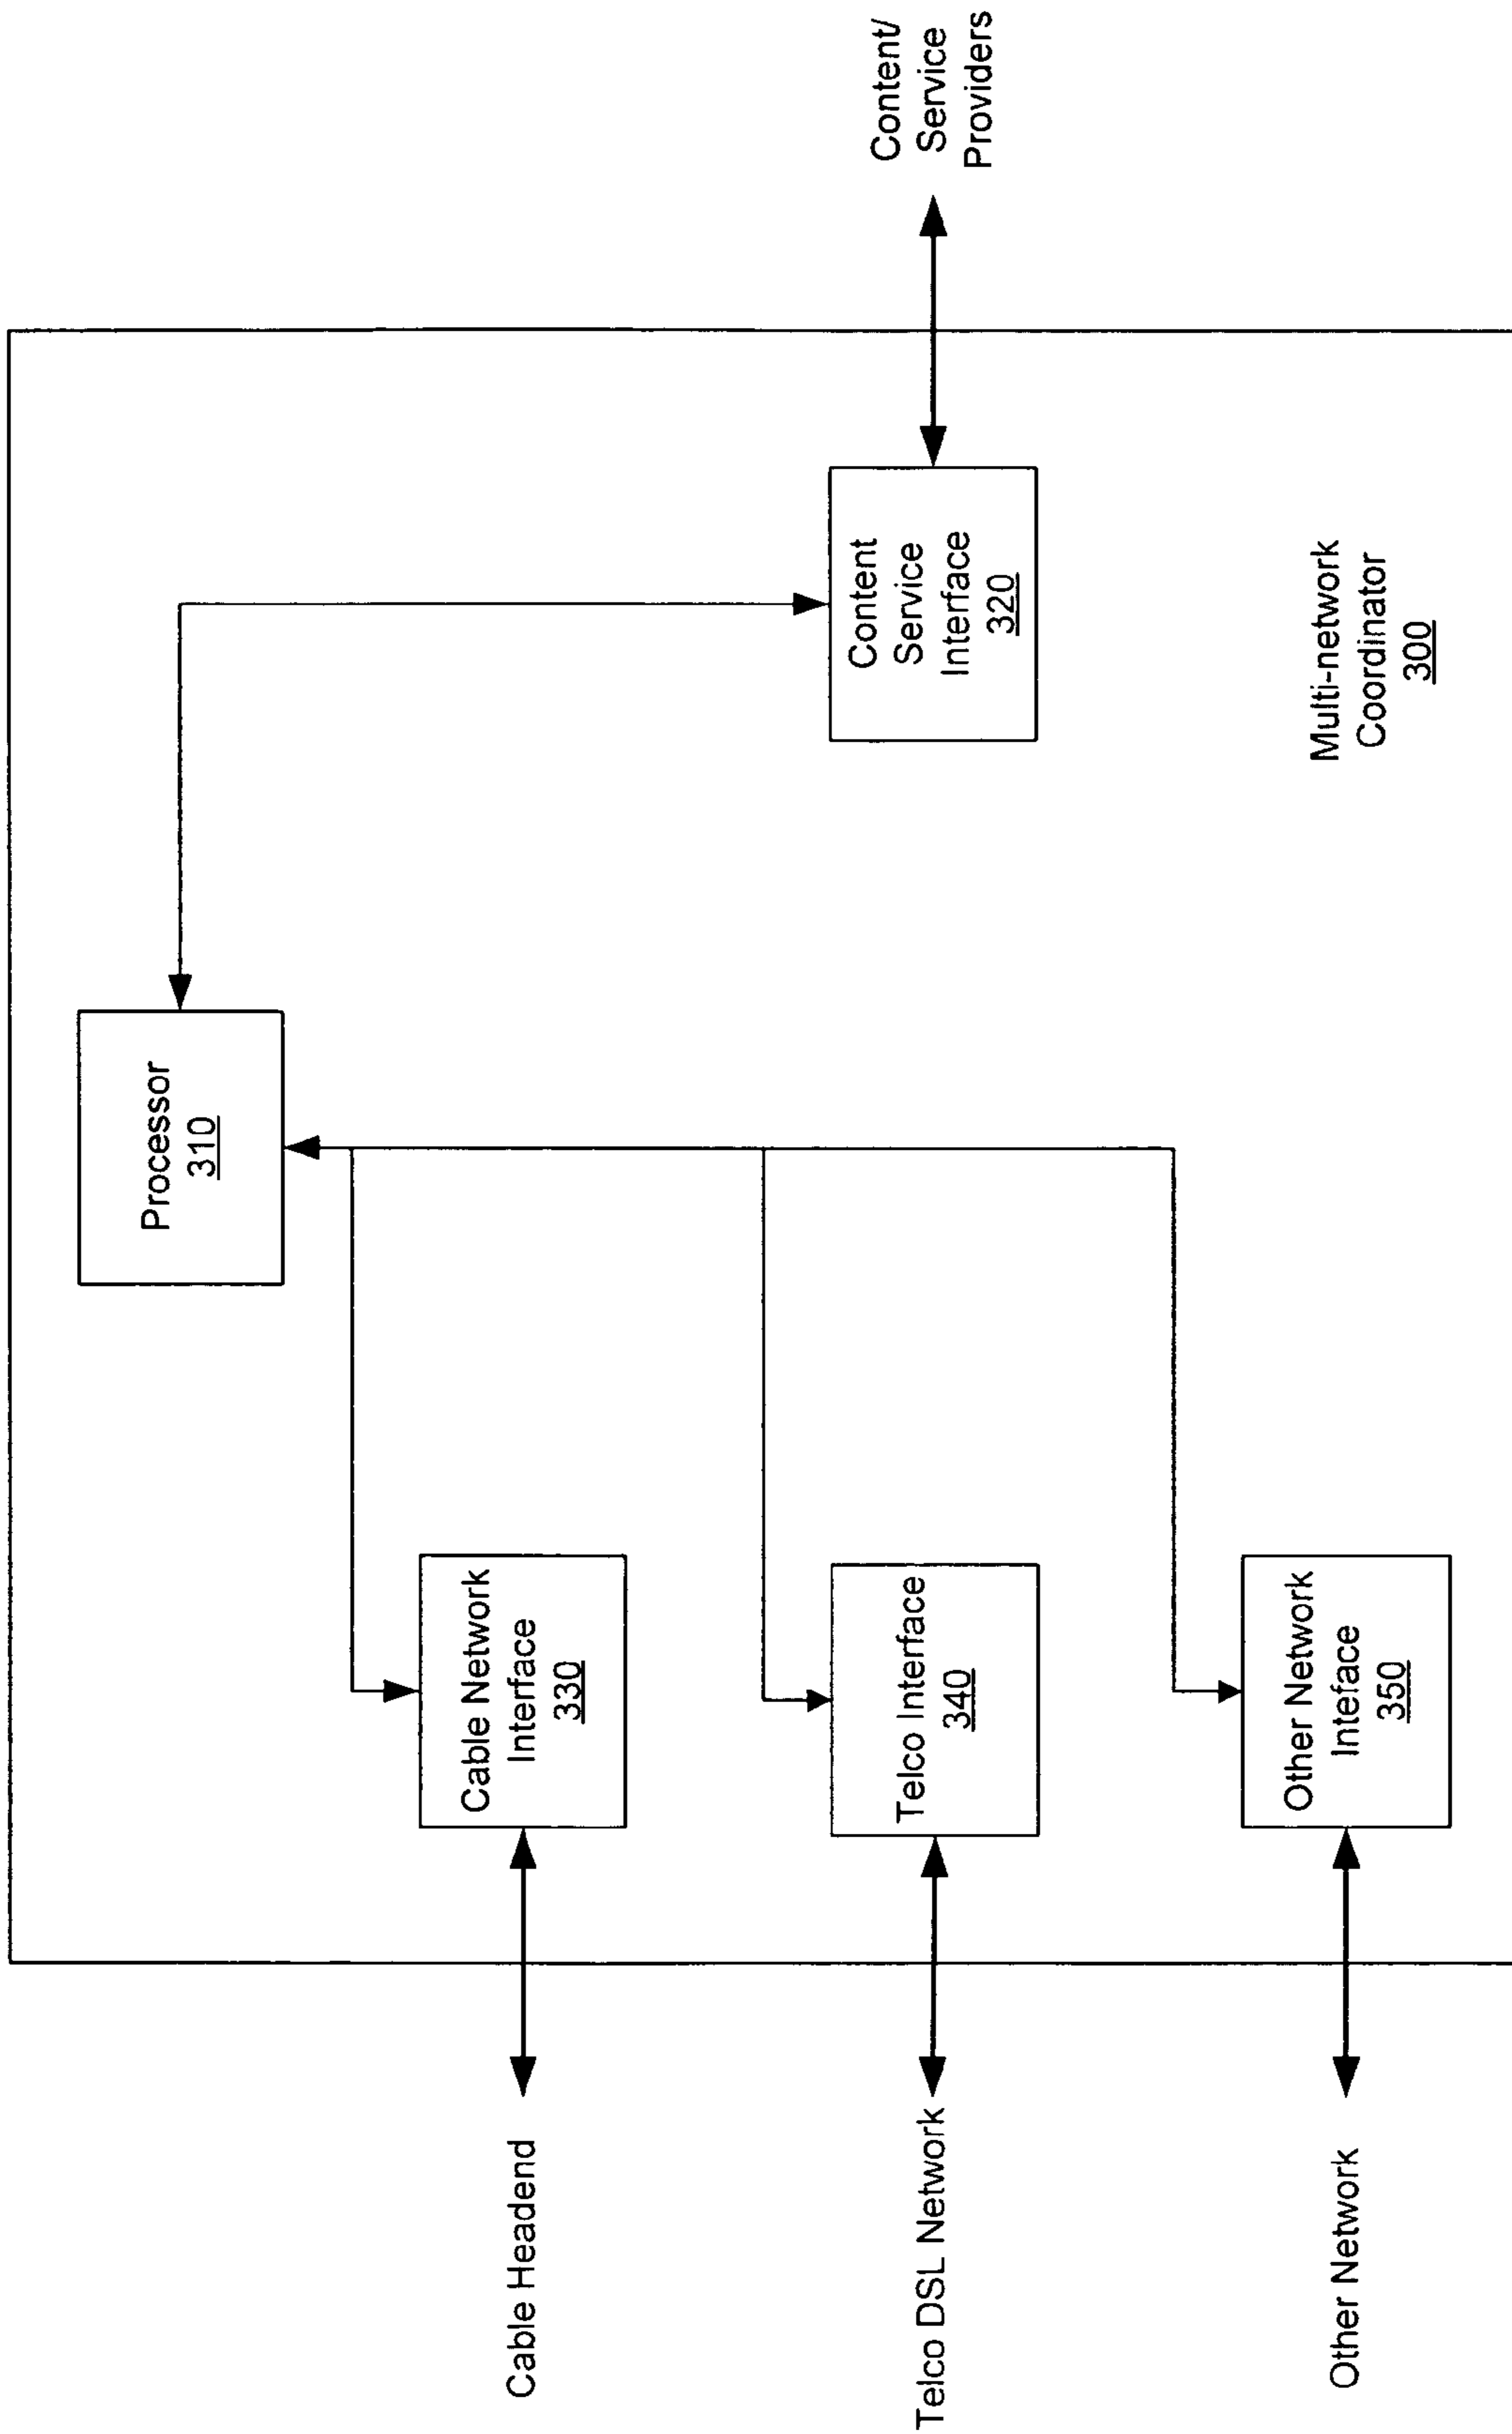 Processor
310
Cable Headend
Cable Network
Interface
330
Telco DSL Network
Telco Interface
340
Content
Service
Interface
320
Content/
Service
Providers
Other Network
Other Network
Inteface
350
Multi-network
Coordinator
300